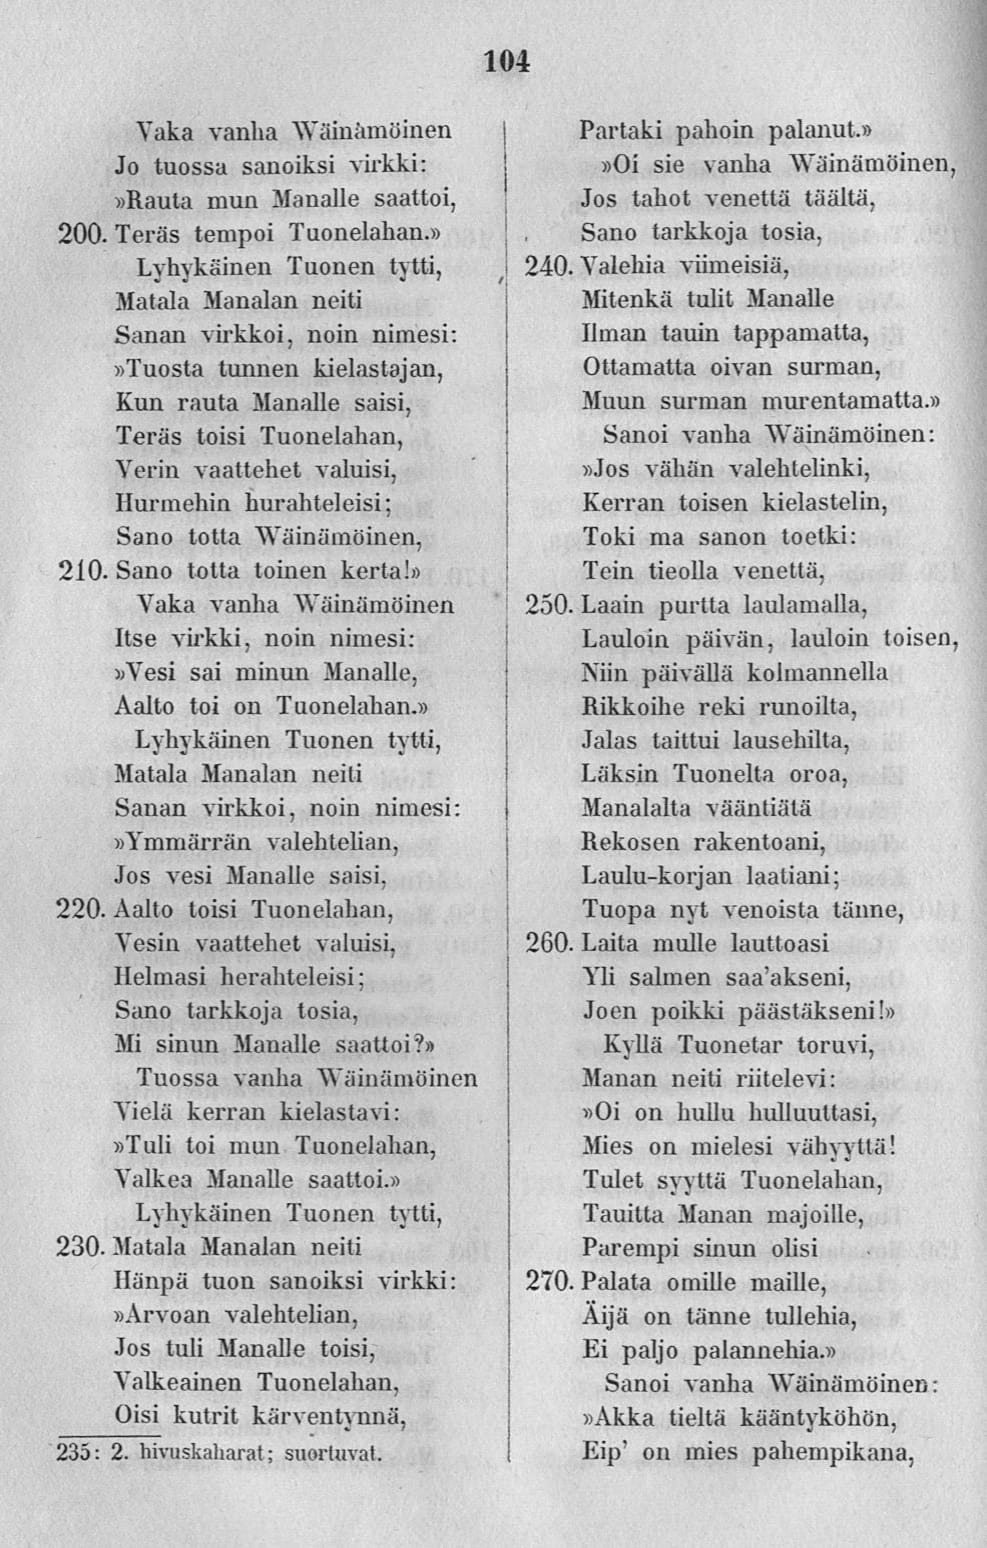 104
Vaka vanha Wäinämöinen
Jo tuossa sanoiksi virkki:
»Rauta mun Manalle saattoi,
200. Teräs tempoi Tuonelahan.»
Lyhykäinen Tuonen tytti,
Matala Manalan neiti
Sanan virkkoi, noin nimesi:
»Tuosta tunnen kielastajan,
Kun rauta Manalle saisi,
Teräs toisi Tuonelahan,
Verin vaattehet valuisi,
Hurmehin hurahteleisi;
Sano totta Wäinämöinen,
210. Sano totta toinen kerta!»
Vaka vanha Wäinämöinen
Itse virkki, noin nimesi:
»Vesi sai minun Manalle,
Aalto toi on Tuonelahan.»
Lyhykäinen Tuonen tytti,
Matala Manalan neiti
Sanan virkkoi, noin nimesi:
»Ymmärrän valehtelian,
Jos vesi Manalle saisi,
220. Aalto toisi Tuonelahan,
Vesin vaattehet valuisi,
Helmasi herahteleisi;
Sano tarkkoja tosia,
Mi sinun Manalle saattoi?»
Tuossa vanha Wäinämöinen
Vielä kerran kielastavi:
»Tuli toi mun Tuonelahan,
Valkea Manalle saattoi.»
Lyhykäinen Tuonen tytti,
230. Matala Manalan neiti
Hänpä tuon sanoiksi virkki:
»Arvoan valehtelian,
Jos tuli Manalle toisi,
Valkeainen Tuonelahan,
Oisi kutrit kärventynnä,
235: 2. hivuskaharat; suortuvat.
Partaki pahoin palanut.»
»Oi sie vanha Wäinämöinen,
Jos tahot venettä täältä,
Sano tarkkoja tosia,
240. Valehia viimeisiä,
Mitenkä tulit Manalle
Ilman tauin tappamatta,
Ottamatta oivan surman,
Muun surman murentamatta.»
Sanoi vanha Wäinämöinen:
»Jos vähän valehtelinki,
Kerran toisen kielastelin,
Toki ma sanon toetki:
Tein tieolla venettä,
250. Laain purtta laulamalla,
Lauloin päivän, lauloin toisen,
Niin päivällä kolmannella
Rikkoihe reki runoilta,
Jalas taittui lausehilta,
Läksin Tuonelta oroa,
Manalalta vääntiätä
Rekosen rakentoani,
Laulu-korjan laatiani;
Tuopa nyt venoista tänne,
260. Laita mulle lauttoasi
Yli salmen saa'akseni,
Joen poikki päästäkseni!»
Kyllä Tuonetar toruvi,
Manan neiti riitelevi:
»Oi on hullu hulluuttasi,
Mies on mielesi vähyyttä!
Tulet syyttä Tuonelahan,
Tauitta Manan majoille,
Parempi sinun olisi
270. Palata omille maille,
Äijä on tänne tullehia,
Ei paljo palannehia.»
Sanoi vanha Wäinämöinen:
»Akka tieltä kääntyköhön,
Eip' on mies pahempikana,